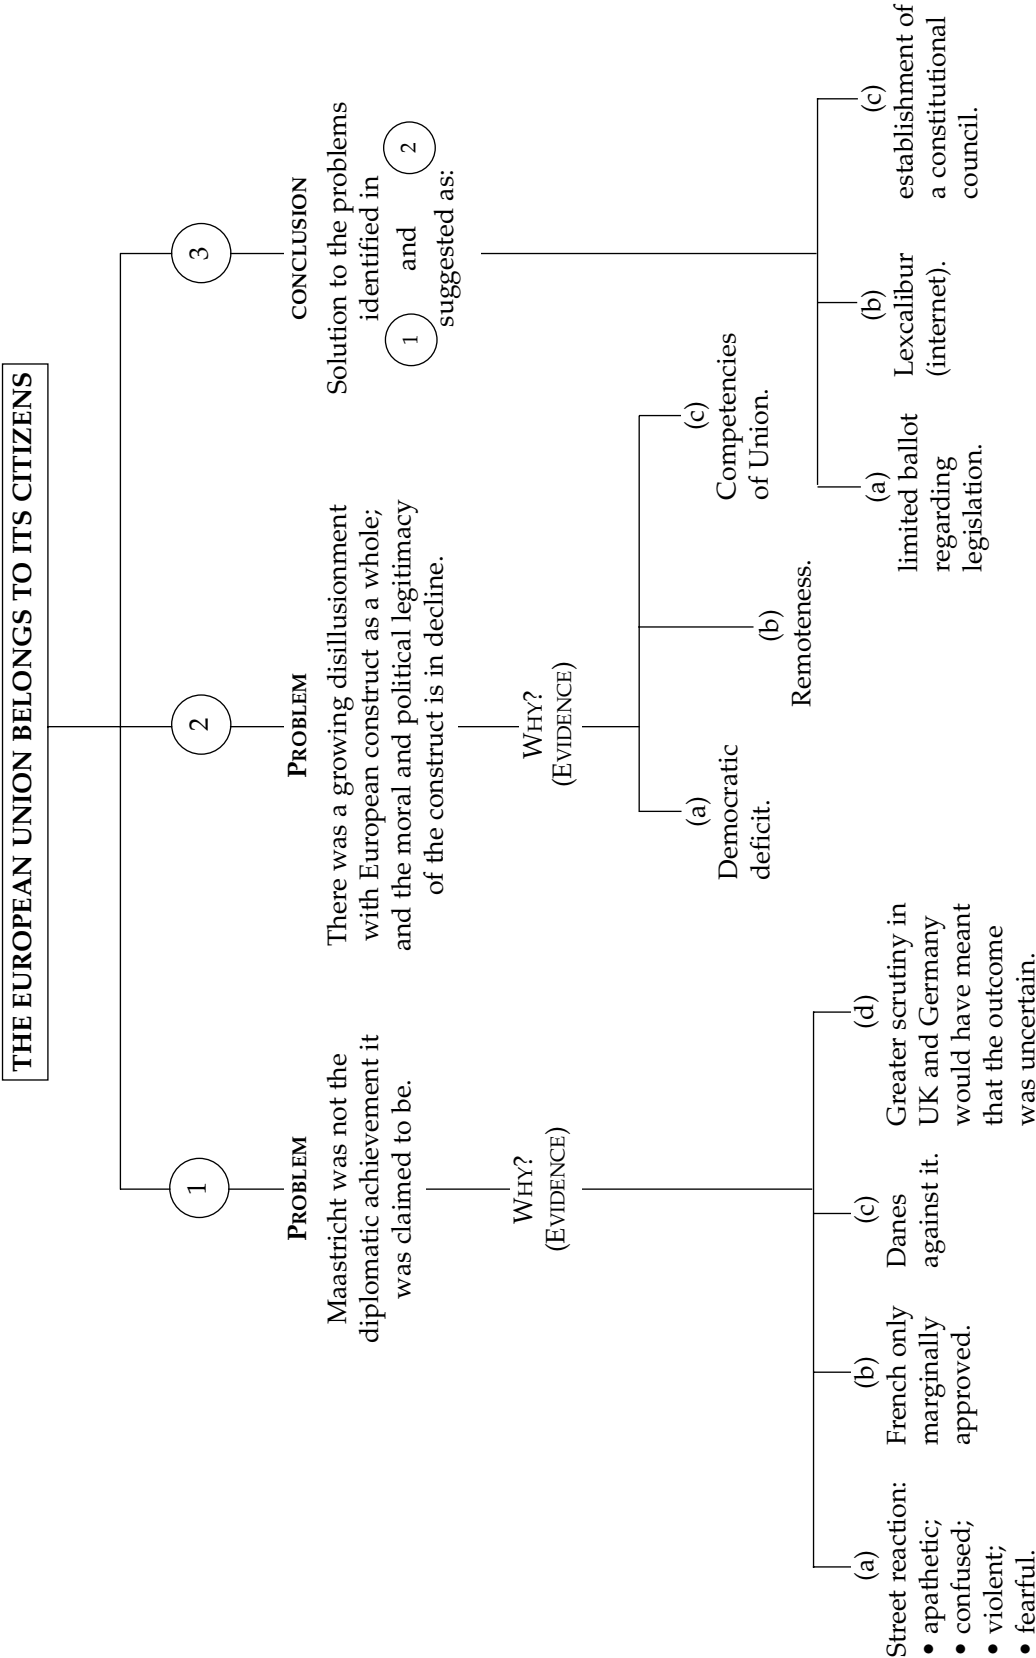 THE EUROPEAN UNION BELONGS TO ITS CITIZENS
1
PROBLEM
Maastricht was not the
diplomatic achievement it
was claimed to be.
WHY?
(EVIDENCE)
(a)
Street reaction:
• apathetic;
• confused;
• violent;
• fearful.
(b)
French only
marginally
approved.
(c)
Danes
against it.
(d)
Greater scrutiny in
UK and Germany
would have meant
that the outcome
was uncertain.
2
PROBLEM
There was a growing disillusionment
with European construct as a whole;
and the moral and political legitimacy
of the construct is in decline.
WHY?
(EVIDENCE)
(a)
Democratic
deficit.
(b)
Remoteness.
(c)
Competencies
of Union.
3
CONCLUSION
Solution to the problems
identified in
1 and 2
suggested as:
(a)
limited ballot
regarding
legislation.
(b)
Lexcalibur
(internet).
(c)
establishment of
a constitutional
council.